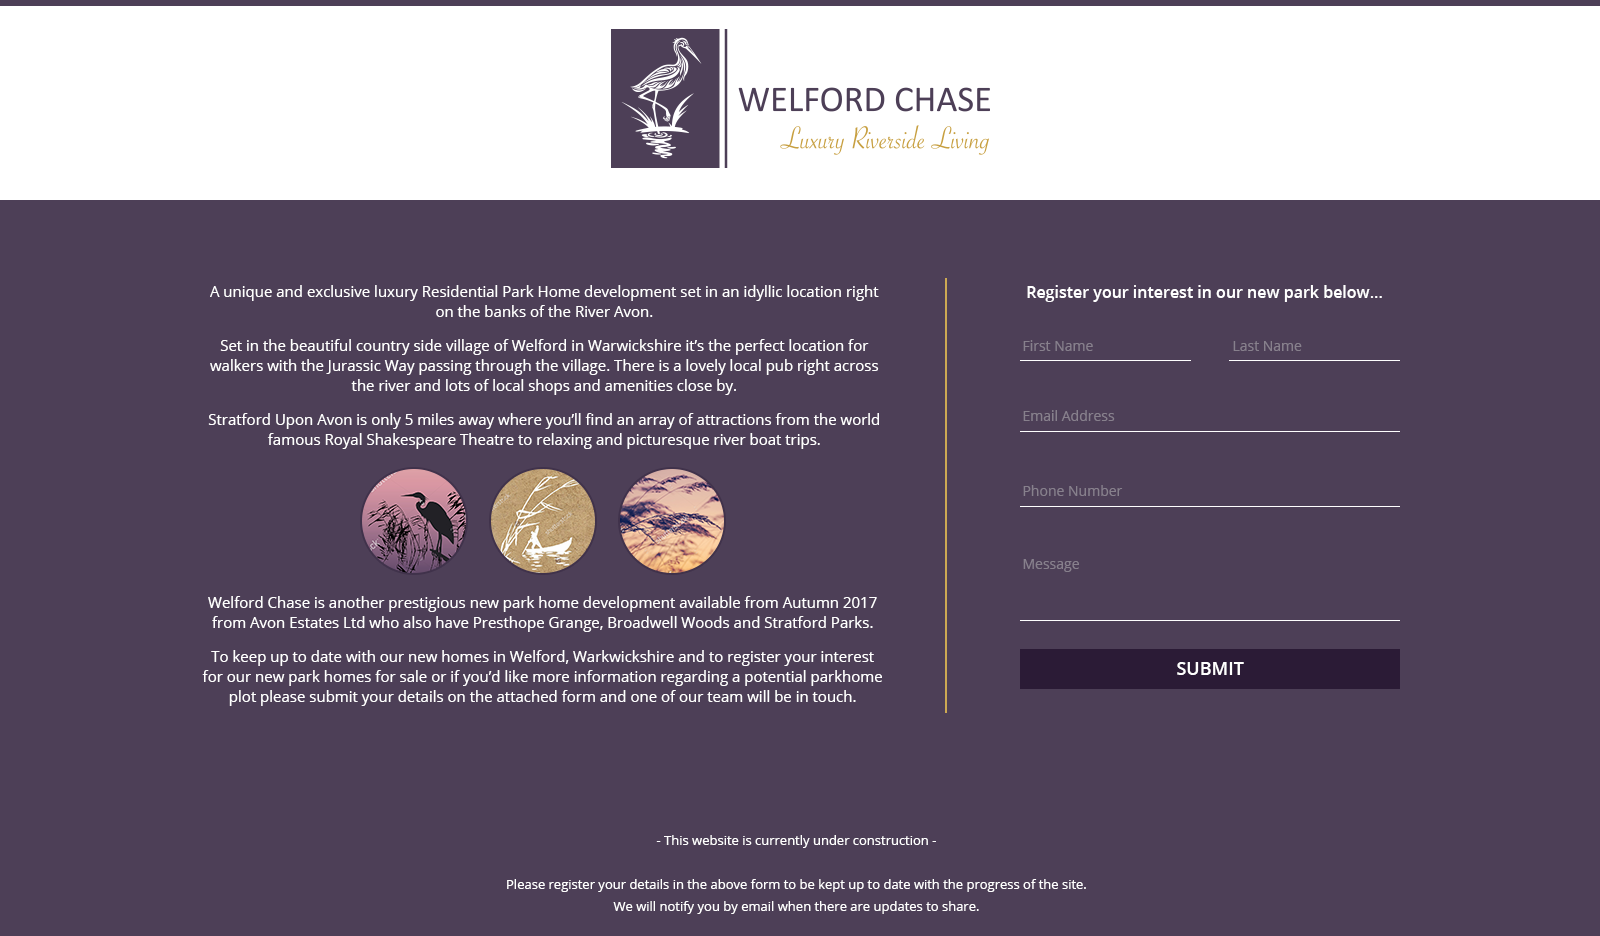 WELFORD CHASE
Luxury Riverside Living
A unique and exclusive luxury Residential Park Home development set in an idyllic location right
on the banks of the River Avon.
Set in the beautiful country side village of Welford in Warwickshire it’s the perfect location for
walkers with the Jurassic Way passing through the village. There is a lovely local pub right across
the river and lots of local shops and amenities close by.
Stratford Upon Avon is only 5 miles away where you’ll find an array of attractions from the world
famous Royal Shakespeare Theatre to relaxing and picturesque river boat trips.
Welford Chase is another prestigious new park home development available from Autumn 2017
from Avon Estates Ltd who also have Presthope Grange, Broadwell Woods and Stratford Parks.
To keep up to date with our new homes in Welford, Warkwickshire and to register your interest
for our new park homes for sale or if you’d like more information regarding a potential parkhome
plot please submit your details on the attached form and one of our team will be in touch.
Register your interest in our new park below...
First Name Last Name
Email Address
Phone Number
Message
SUBMIT
- This website is currently under construction -
Please register your details in the above form to be kept up to date with the progress of the site.
We will notify you by email when there are updates to share.